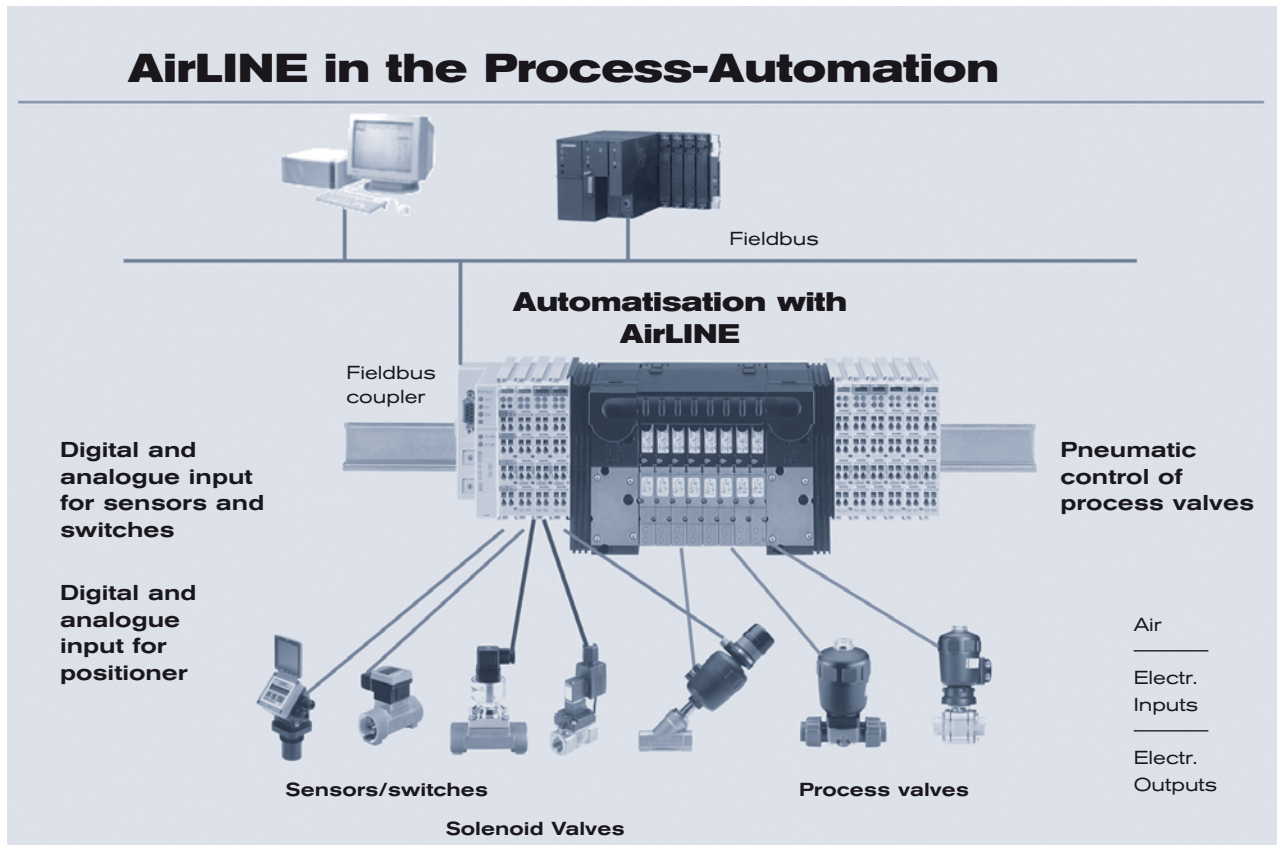 AirLINE in the Process-Automation
Fieldbus
Automatisation with
AirLINE
Fieldbus
coupler
Digital and
analogue input
for sensors and
switches
Pneumatic
control of
process valves
Digital and
analogue
input for
positioner
Air
Electr.
Inputs
Electr.
Outputs
Sensors/switches
Process valves
Solenoid Valves